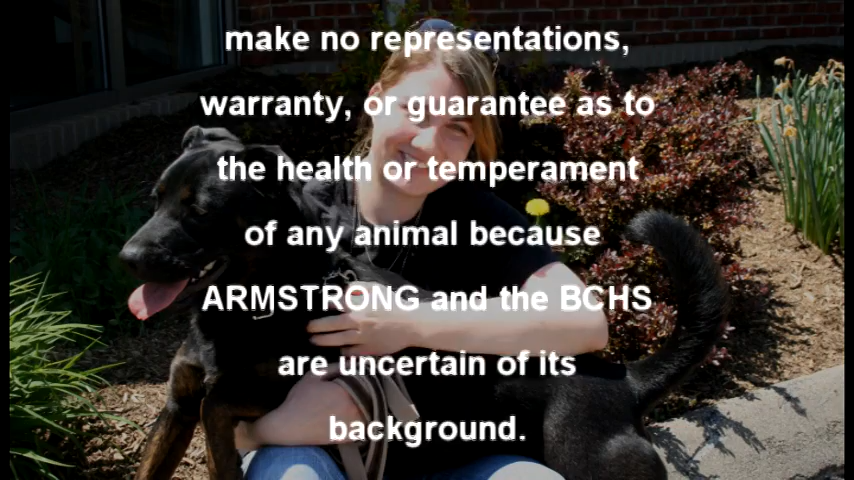 make no representations,
warranty, or guarantee as to
the health or temperament
of any animal because
ARMSTRONG and the BCHS
are uncertain of its
background.